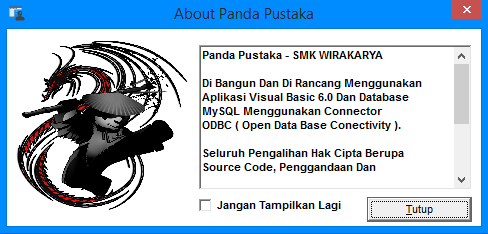 About Panda Pustaka
Panda Pustaka - SMK WIRAKARYA
Di Bangun Dan Di Rancang Menggunakan
Aplikasi Visual Basic 6.0 Dan Database
MySQL Menggunakan Connector
ODBC ( Open Data Base Conectivity ).
Seluruh Pengalihan Hak Cipta Berupa
Source Code, Penggandaan Dan
Jangan Tampilkan Lagi
Tutup